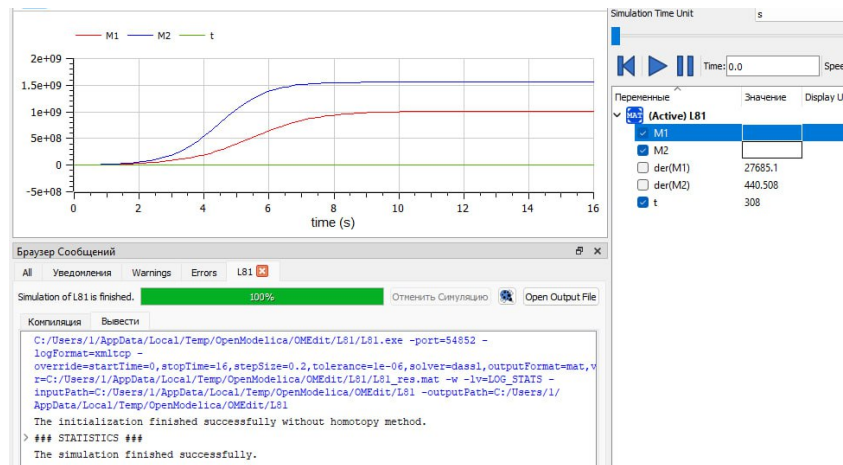 Simulation Time Unit s
M1 M2 t
2e+09
1.5e+09
1e+09
5e+08
0
-5e+08
0 2 4 6 8 10 12 14 16
time (s)
Time: 0.0 Spee
Переменные Значение Display U
MAT (Active) L81
M1
M2
der(M1) 27685.1
der(M2) 440.508
t 308
Браузер Сообщений
All Уведомления Warnings Errors L81
Simulation of L81 is finished. 100% Отменить Симуляцию Open Output File
Компиляция Вывести
C:/Users/1/AppData/Local/Temp/OpenModelica/OMEdit/L81/L81.exe -port=54852 -
logFormat=xmltcp -
override=startTime=0,stopTime=16,stepSize=0.2,tolerance=1e-06,solver=dassl,outputFormat=mat,v
r=C:/Users/1/AppData/Local/Temp/OpenModelica/OMEdit/L81/L81_res.mat -w -lv=LOG_STATS -
inputPath=C:/Users/1/AppData/Local/Temp/OpenModelica/OMEdit/L81 -outputPath=C:/Users/1/
AppData/Local/Temp/OpenModelica/OMEdit/L81
The initialization finished successfully without homotopy method.
> ### STATISTICS ###
The simulation finished successfully.